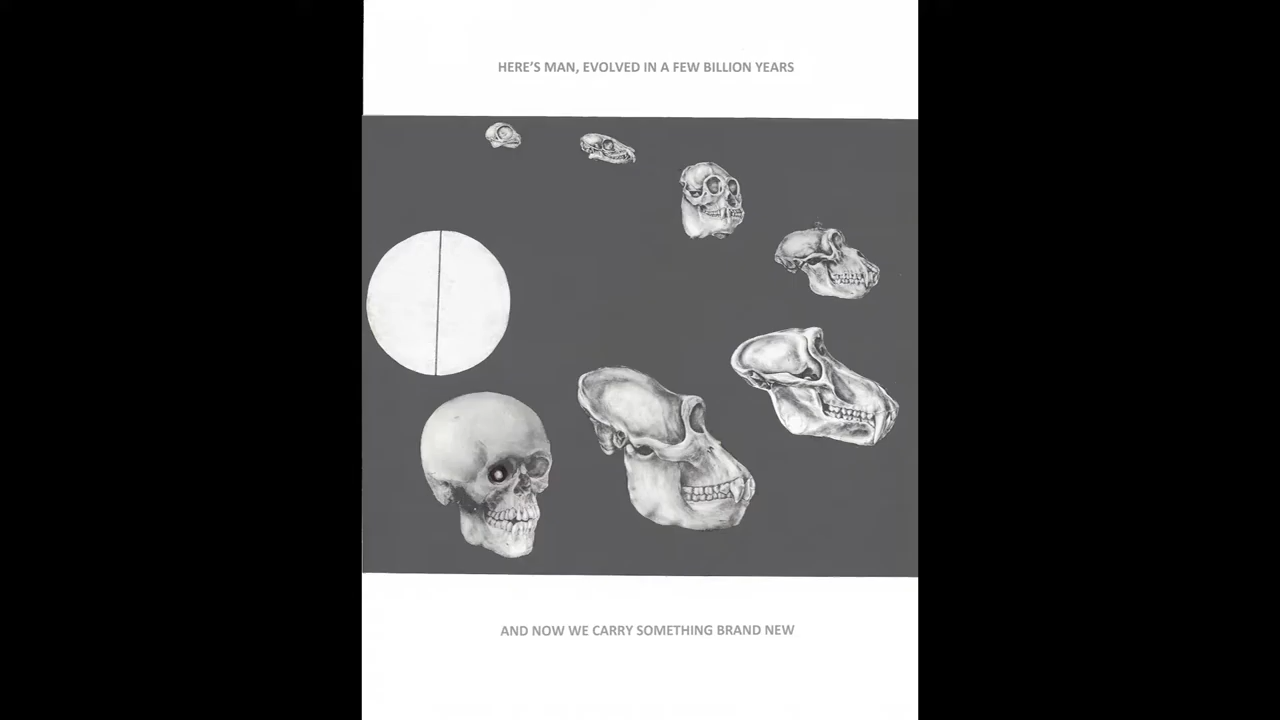 HERE'S MAN, EVOLVED IN A FEW BILLION YEARS
AND NOW WE CARRY SOMETHING BRAND NEW